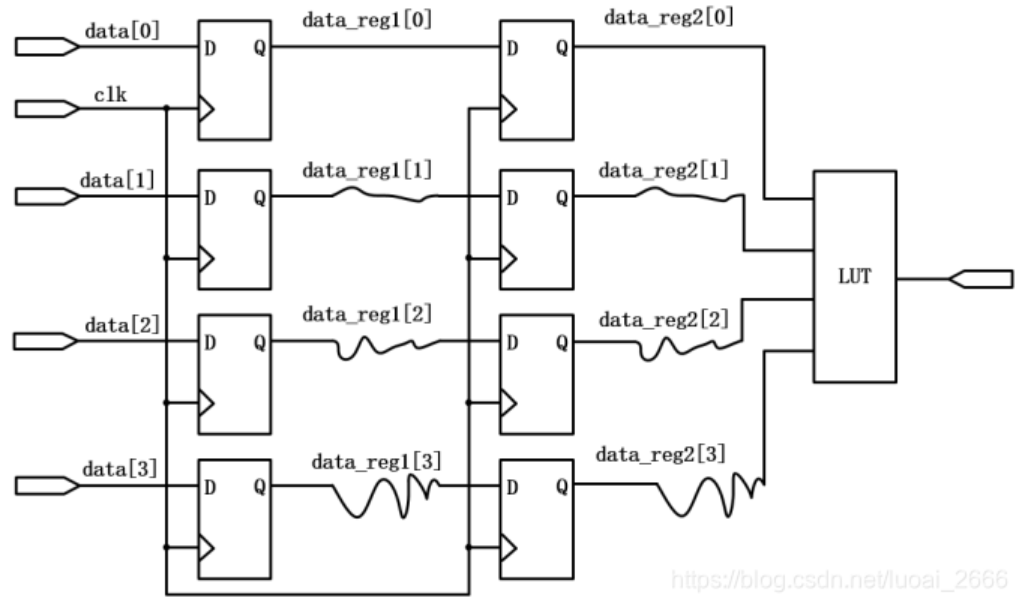 data[0]
D Q
data_reg1[0]
D Q
data_reg2[0]
clk
data[1]
D Q
data_reg1[1]
D Q
data_reg2[1]
LUT
data[2]
D Q
data_reg1[2]
D Q
data_reg2[2]
data[3]
D Q
data_reg1[3]
D Q
data_reg2[3]
https://blog.csdn.net/luoai_2666